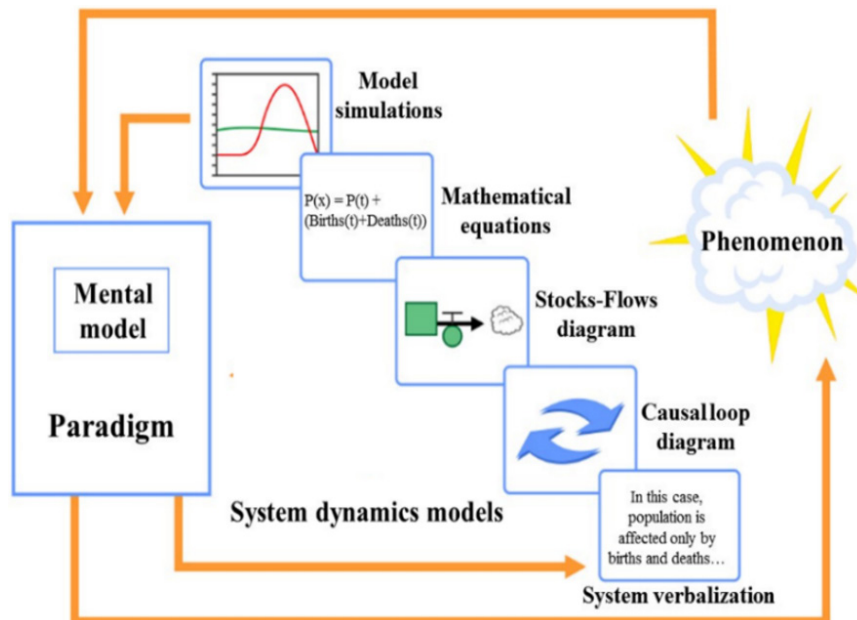 Model
simulations
P(x) = P(t) +
(Births(t)+Deaths(t))
Mathematical
equations
Phenomenon
Mental
model
Paradigm
Stocks-Flows
diagram
Causal loop
diagram
System dynamics models
In this case,
population is
affected only by
births and deaths…
System verbalization